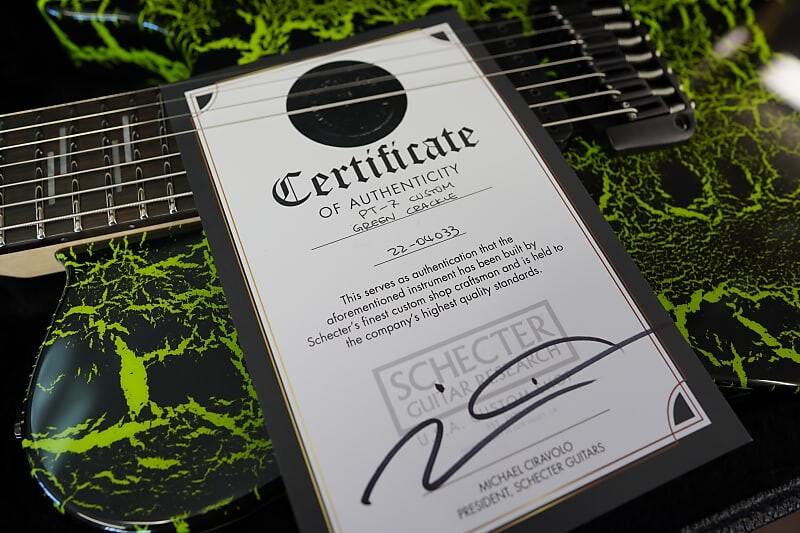 Certificate
OF AUTHENTICITY
PT-7 CUSTOM
GREEN CRACKLE
22-04033
This serves as authentication that the
aforementioned instrument has been built by
Schecter's finest custom shop craftsman and is held to
the company's highest quality standards.
SCHECTER
GUITAR RESEARCH
U.S.A. CUSTOM SHOP
MICHAEL CIRAVOLO
PRESIDENT, SCHECTER GUITARS